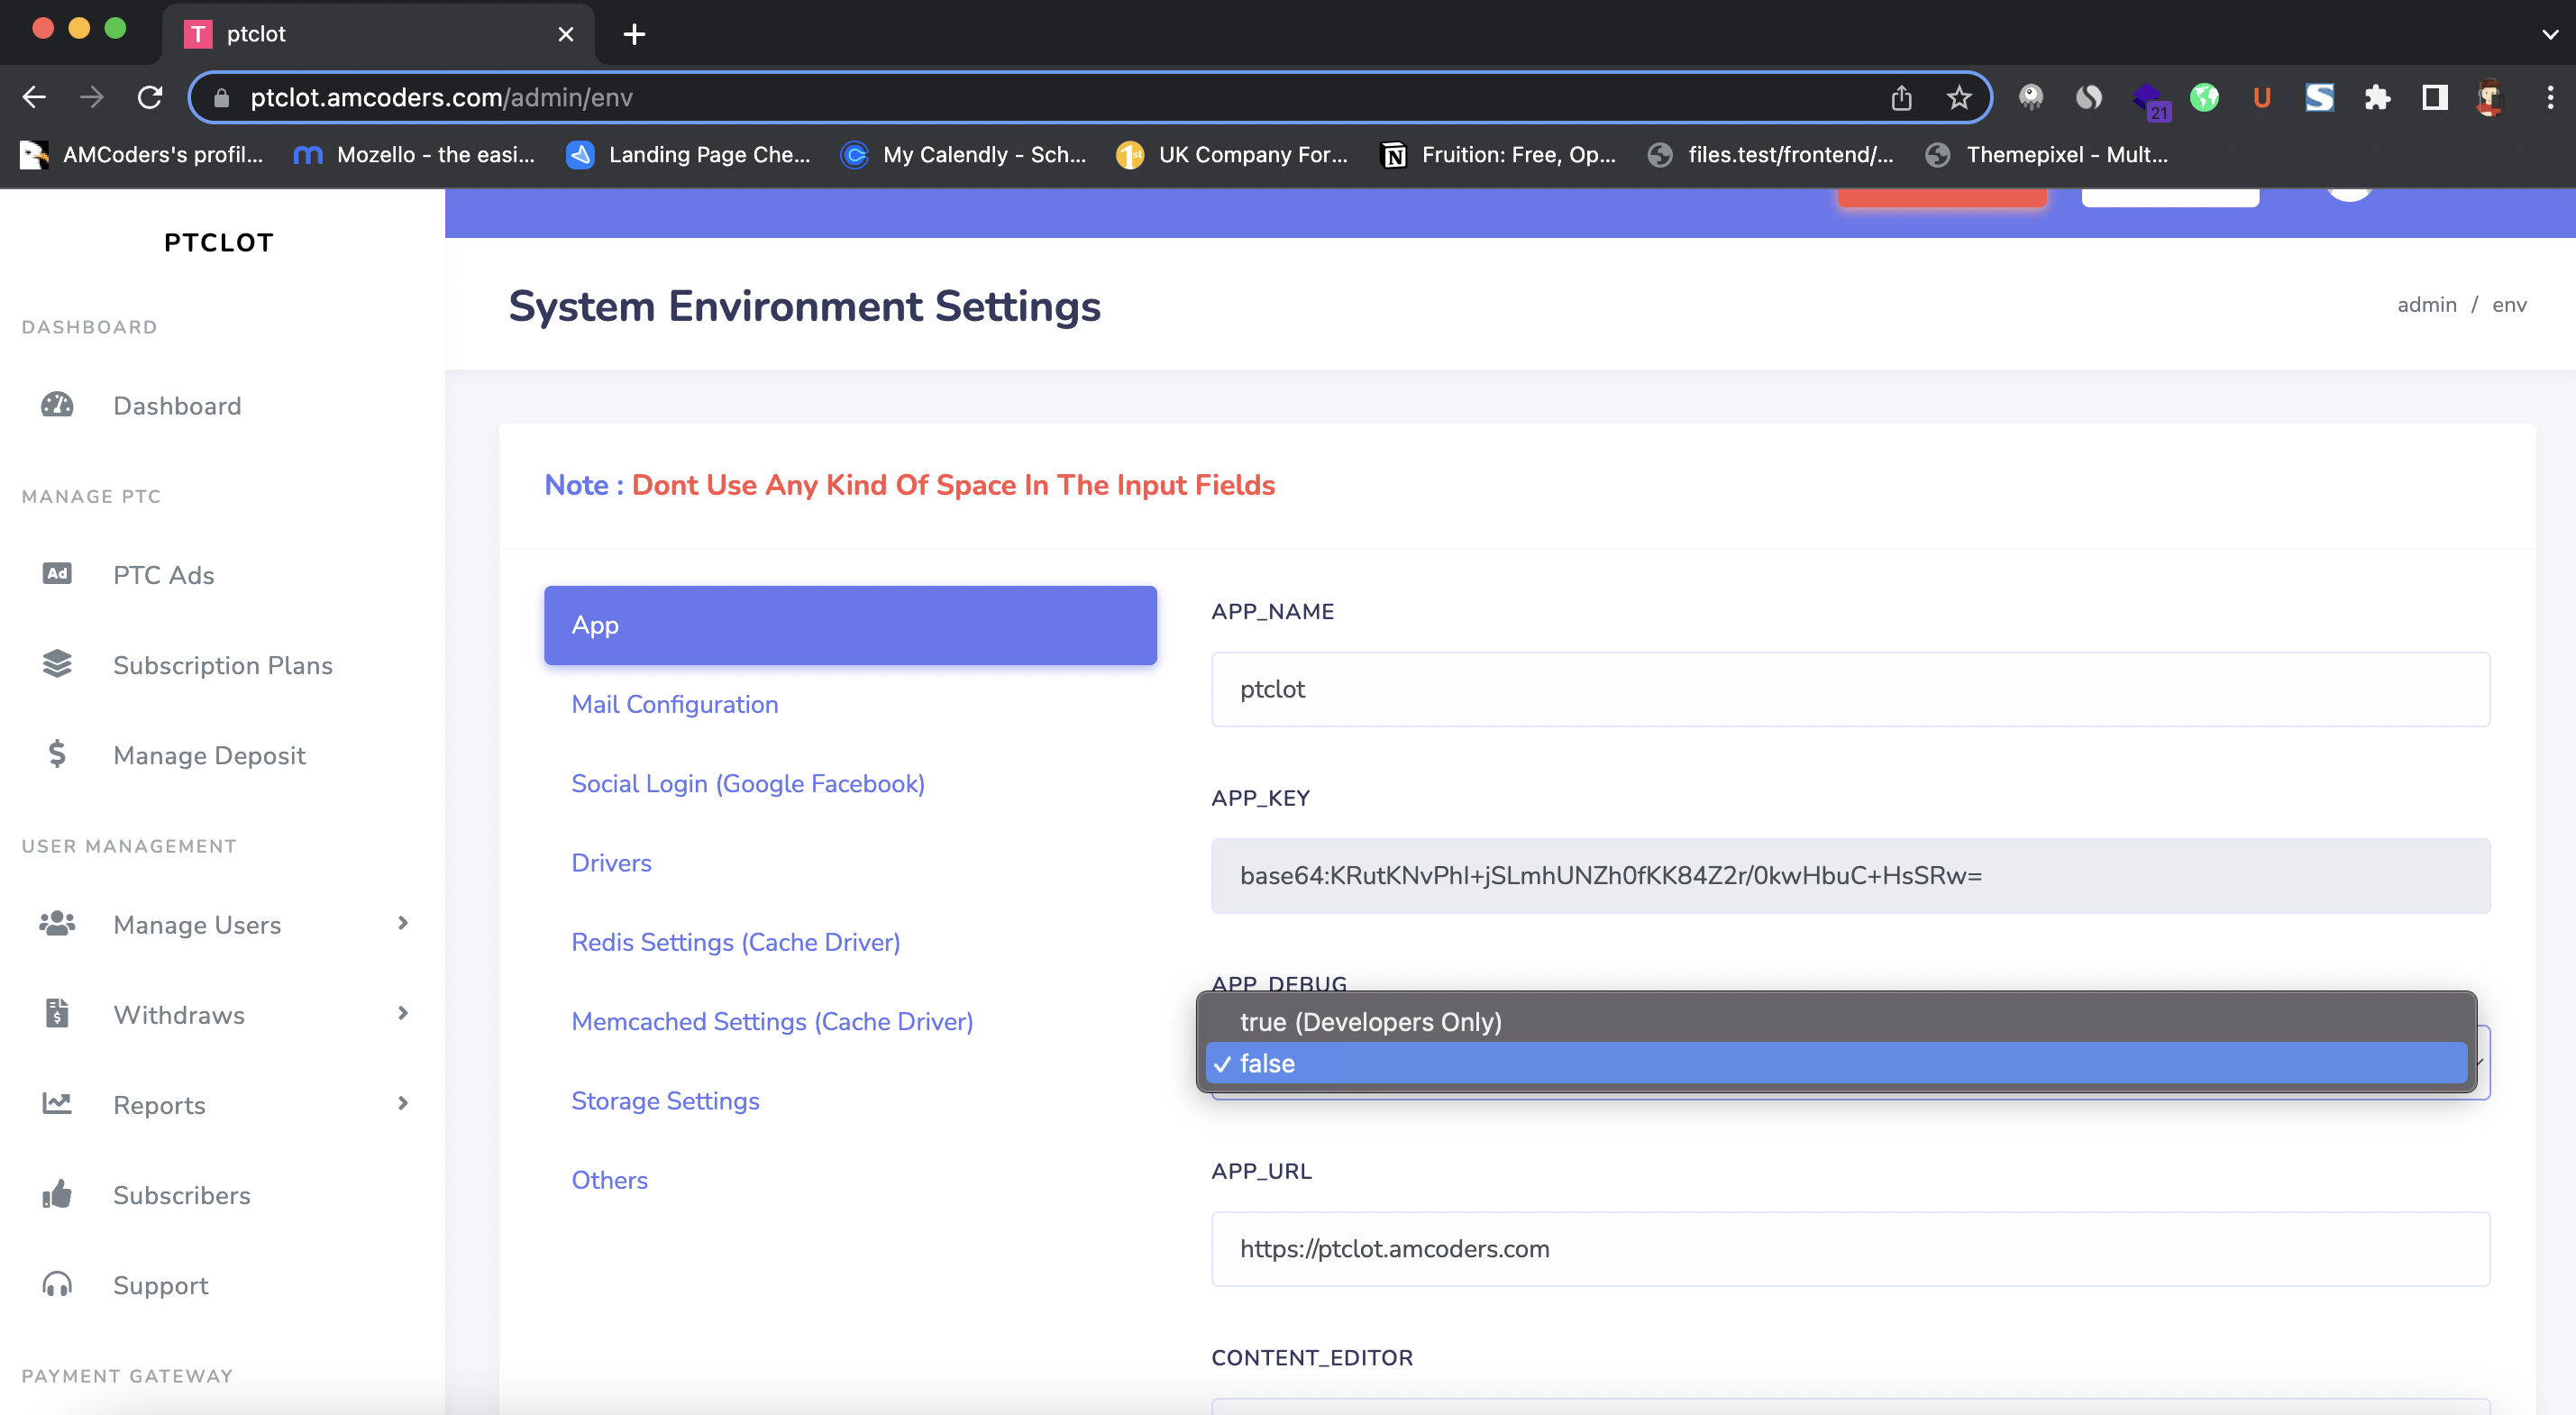 T ptclot
ptclot.amcoders.com/admin/env
21
U
AMCoders's profil...
Mozello - the easi...
Landing Page Che...
My Calendly - Sch...
1st
UK Company For...
Fruition: Free, Op...
files.test/frontend/...
Themepixel - Mult...
PTCLOT
DASHBOARD
Dashboard
MANAGE PTC
Ad PTC Ads
Subscription Plans
$ Manage Deposit
USER MANAGEMENT
Manage Users
Withdraws
Reports
Subscribers
Support
PAYMENT GATEWAY
System Environment Settings
admin / env
Note : Dont Use Any Kind Of Space In The Input Fields
App
Mail Configuration
Social Login (Google Facebook)
Drivers
Redis Settings (Cache Driver)
Memcached Settings (Cache Driver)
Storage Settings
Others
APP_NAME
ptclot
APP_KEY
base64:KRutKNvPhI+jSLmhUNZh0fKK84Z2r/0kwHbuC+HsSRw=
APP_DEBUG
true (Developers Only)
✓ false
APP_URL
https://ptclot.amcoders.com
CONTENT_EDITOR